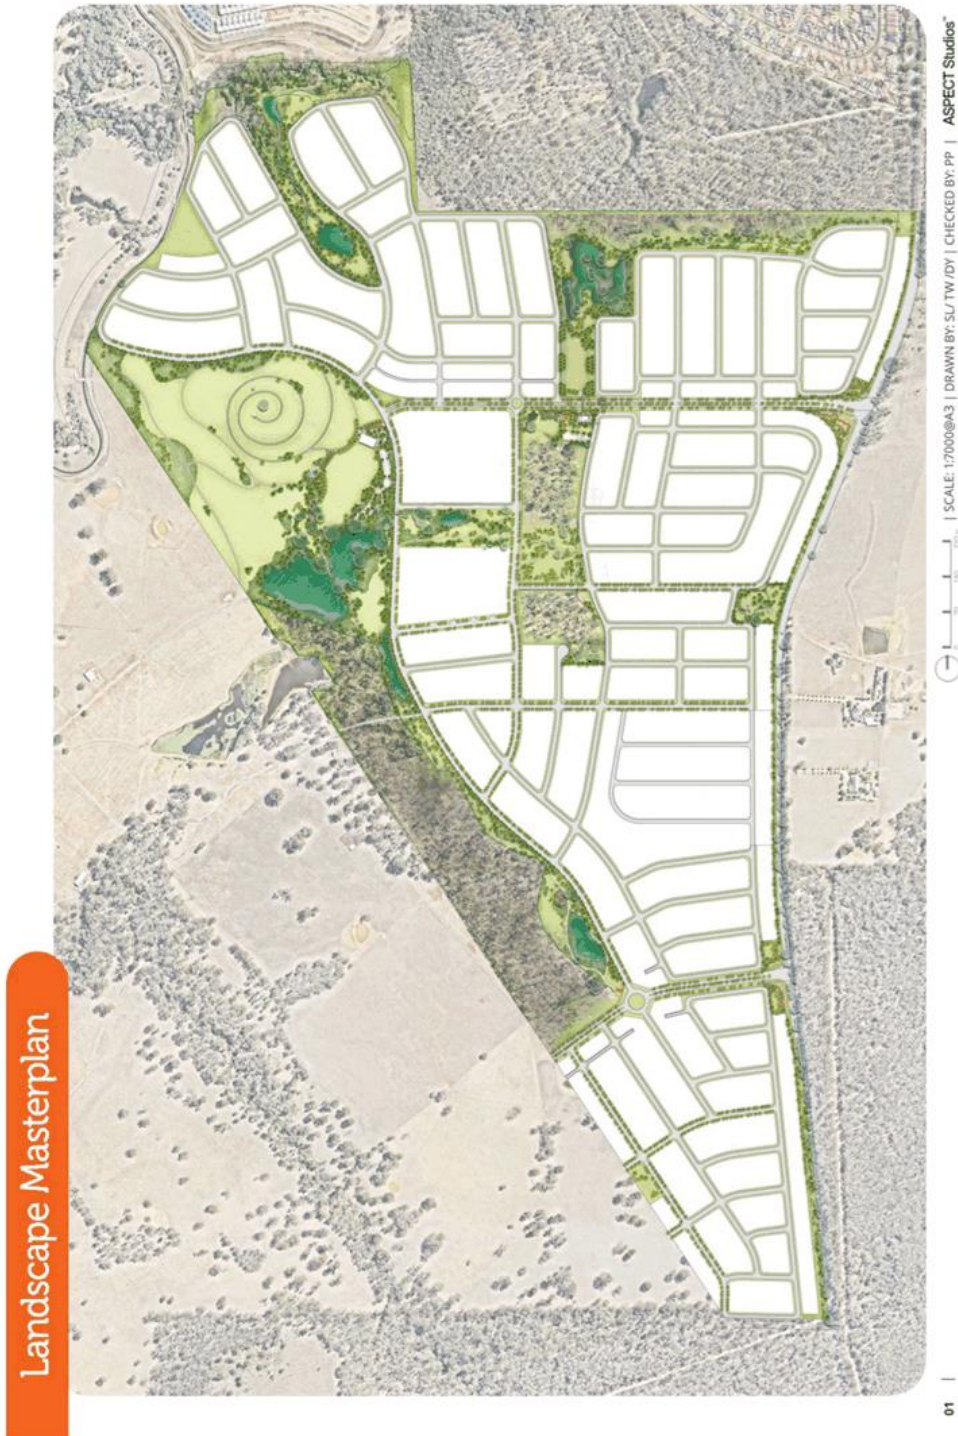 Landscape Masterplan
01 |
| SCALE: 1:7000@A3 | DRAWN BY: SL/ TW /DY | CHECKED BY: PP | ASPECT Studios™